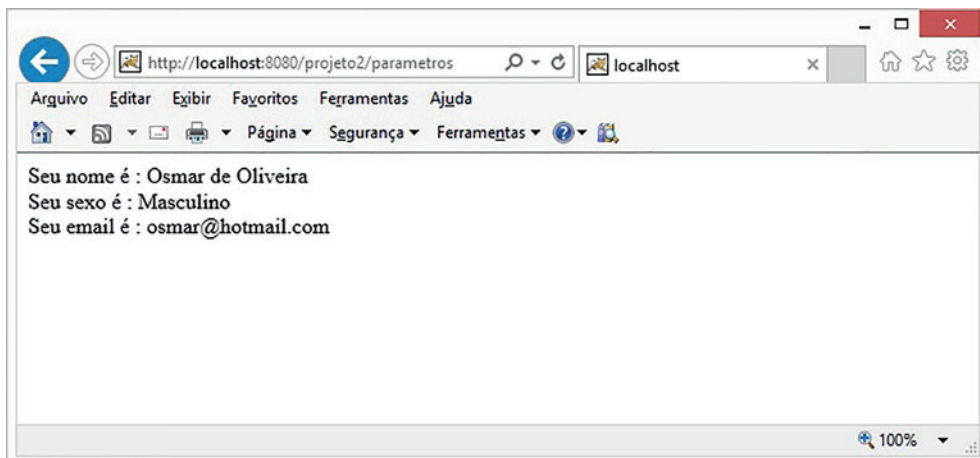 http://localhost:8080/projeto2/parametros
localhost
Arquivo Editar Exibir Favoritos Ferramentas Ajuda
Página Segurança Ferramentas
Seu nome é : Osmar de Oliveira
Seu sexo é : Masculino
Seu email é : osmar@hotmail.com
100%